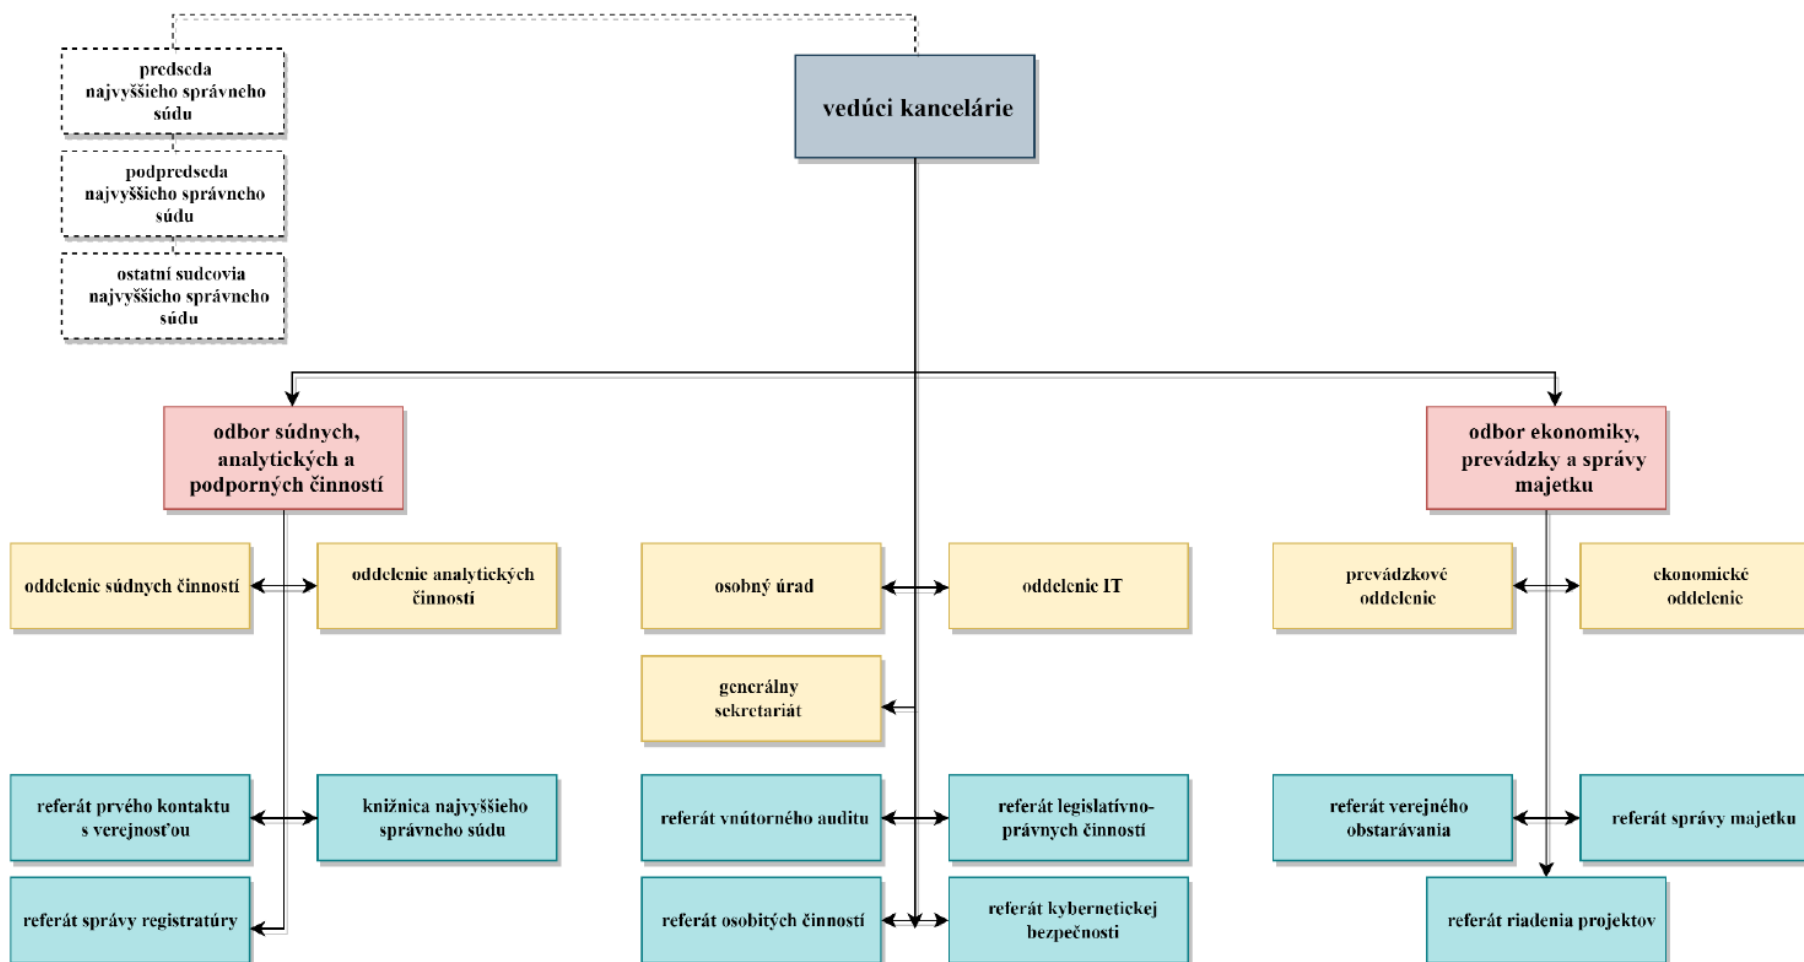 predseda
najvyššieho správneho
súdu
vedúci kancelárie
podpredseda
najvyššieho správneho
súdu
ostatní sudcovia
najvyššieho správneho
súdu
odbor súdnych,
analytických a
podporných činností
odbor ekonomiky,
prevádzky a správy
majetku
oddelenie súdnych činností
oddelenie analytických
činností
osobný úrad
oddelenie IT
prevádzkové
oddelenie
ekonomické
oddelenie
generálny
sekretariát
referát prvého kontaktu
s verejnosťou
knižnica najvyššieho
správneho súdu
referát vnútorného auditu
referát legislatívno-
právnych činností
referát verejného
obstarávania
referát správy majetku
referát správy registratúry
referát osobitých činností
referát kybernetickej
bezpečnosti
referát riadenia projektov